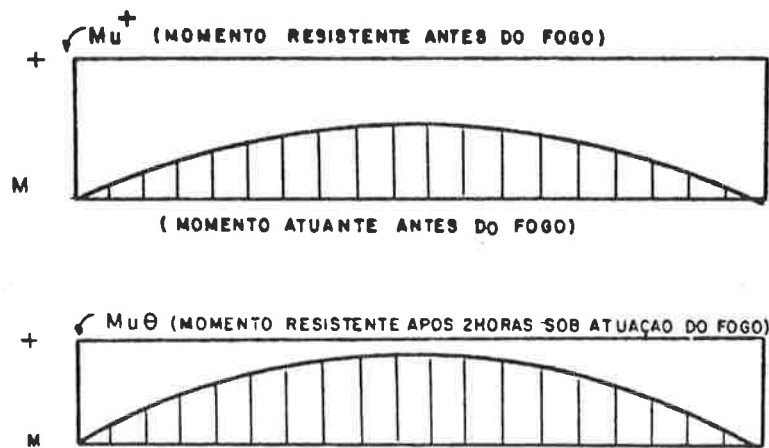 Mu+ (MOMENTO RESISTENTE ANTES DO FOGO)
+
M
(MOMENTO ATUANTE ANTES DO FOGO)
MuΘ (MOMENTO RESISTENTE APOS 2HORAS SOB ATUAÇÃO DO FOGO)
+
M